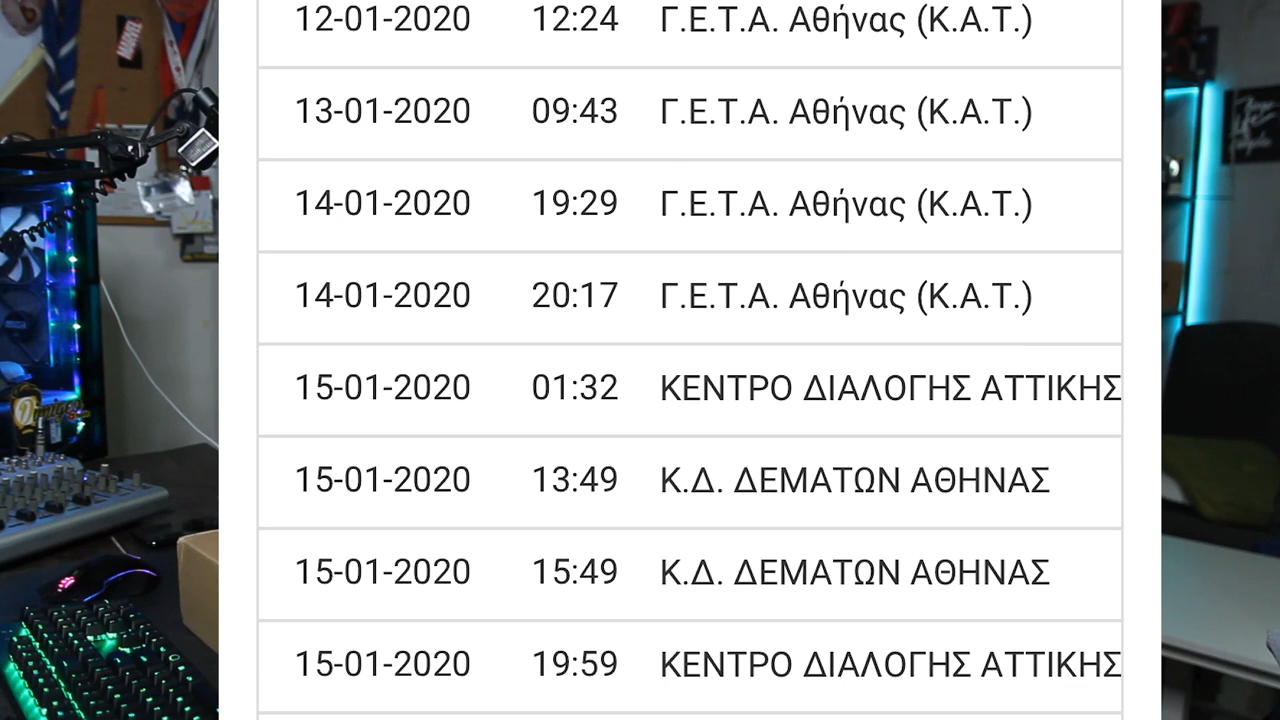 12-01-2020 12:24 Γ.Ε.Τ.Α. Αθήνας (Κ.Α.Τ.)
13-01-2020 09:43 Γ.Ε.Τ.Α. Αθήνας (Κ.Α.Τ.)
14-01-2020 19:29 Γ.Ε.Τ.Α. Αθήνας (Κ.Α.Τ.)
14-01-2020 20:17 Γ.Ε.Τ.Α. Αθήνας (Κ.Α.Τ.)
15-01-2020 01:32 ΚΕΝΤΡΟ ΔΙΑΛΟΓΗΣ ΑΤΤΙΚΗΣ
15-01-2020 13:49 Κ.Δ. ΔΕΜΑΤΩΝ ΑΘΗΝΑΣ
15-01-2020 15:49 Κ.Δ. ΔΕΜΑΤΩΝ ΑΘΗΝΑΣ
15-01-2020 19:59 ΚΕΝΤΡΟ ΔΙΑΛΟΓΗΣ ΑΤΤΙΚΗΣ
MARVEL